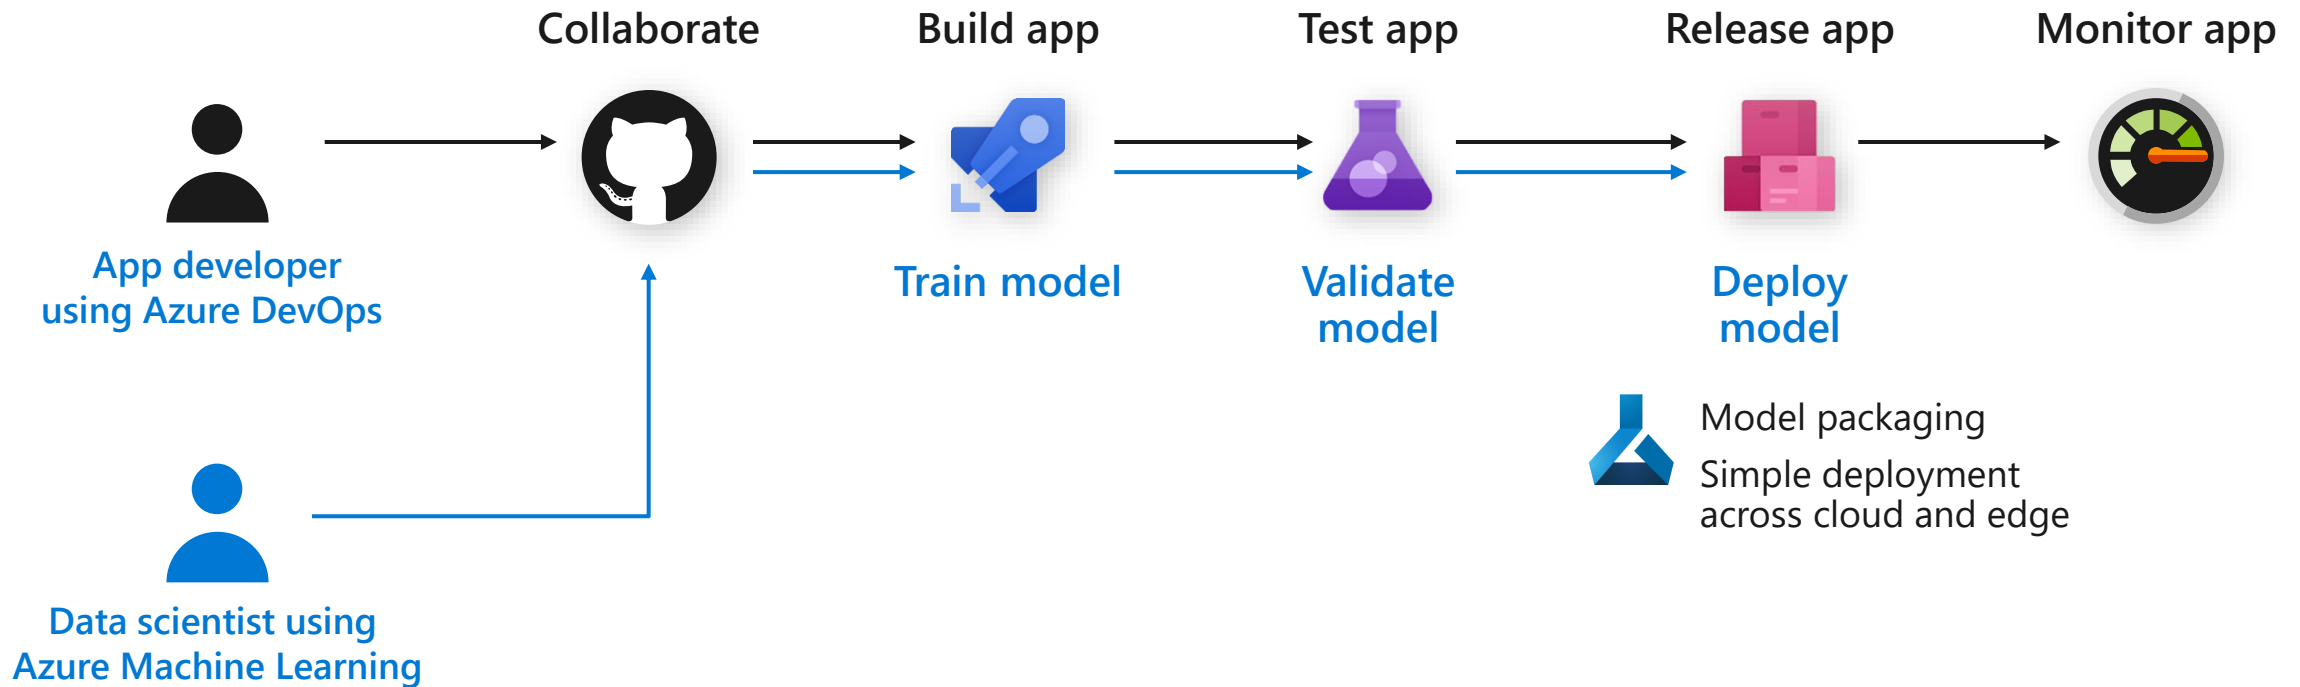 Collaborate
Build app
Test app
Release app
Monitor app
App developer
using Azure DevOps
Train model
Validate
model
Deploy
model
Model packaging
Simple deployment
across cloud and edge
Data scientist using
Azure Machine Learning